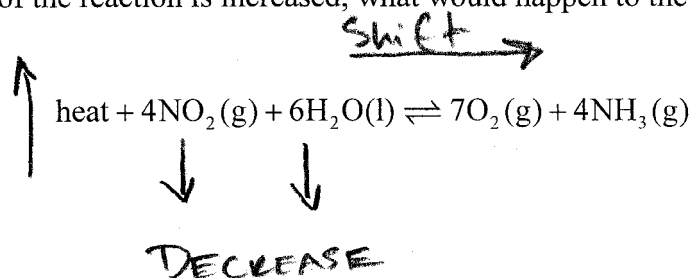 of the reaction is increased, what would happen to the
Shift
heat + 4NO₂(g) + 6H₂O(l) ⇌ 7O₂(g) + 4NH₃(g)
DECREASE